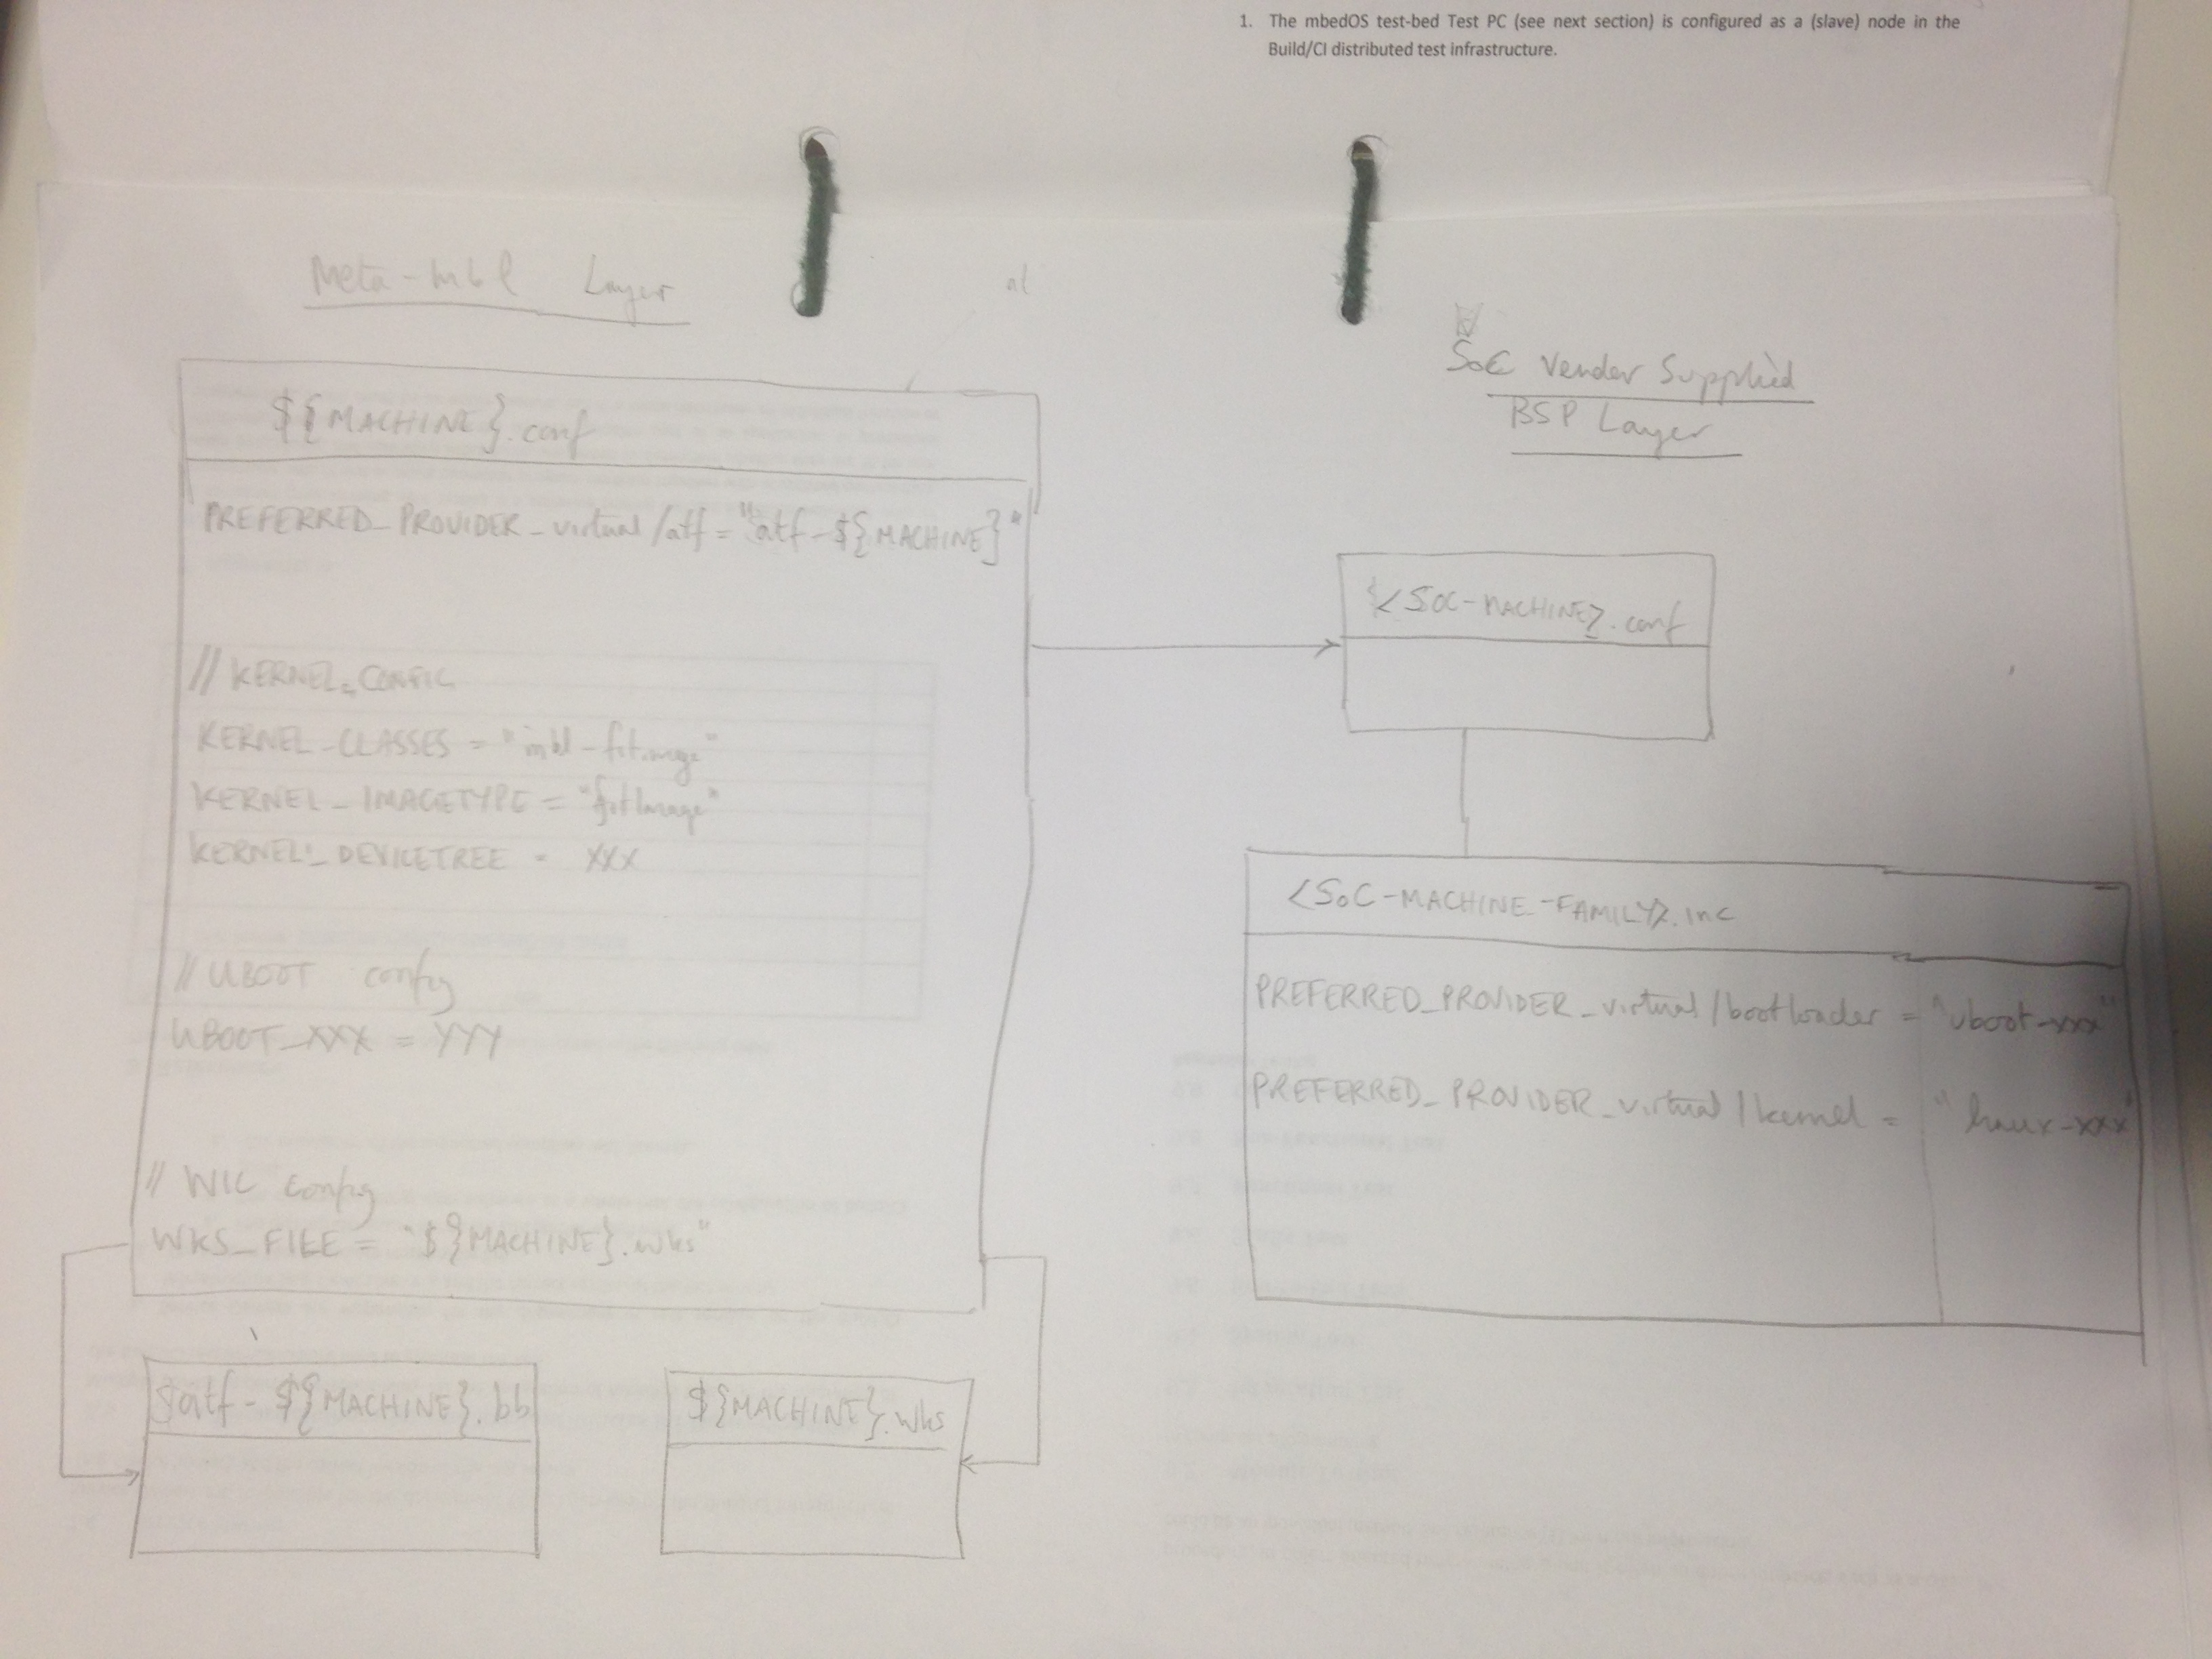 1. The mbedOS test-bed Test PC (see next section) is configured as a (slave) node in the
Build/CI distributed test infrastructure.
Meta-mbl Layer
SoC Vender Supplied
BSP Layer
${MACHINE}.conf
PREFERRED_PROVIDER_virtual/atf = "atf-${MACHINE}"
// KERNEL_CONFIG
KERNEL_CLASSES = "mbl-fitimage"
KERNEL_IMAGETYPE = "fitImage"
KERNEL_DEVICETREE = XXX
// UBOOT config
UBOOT_XXX = YYY
// WIC config
WKS_FILE = "${MACHINE}.wks"
atf-${MACHINE}.bb
${MACHINE}.wks
<SOC-MACHINE>.conf
<SoC-MACHINE-FAMILY>.inc
PREFERRED_PROVIDER_virtual/bootloader = "uboot-xxx"
PREFERRED_PROVIDER_virtual/kernel = "linux-xxx"